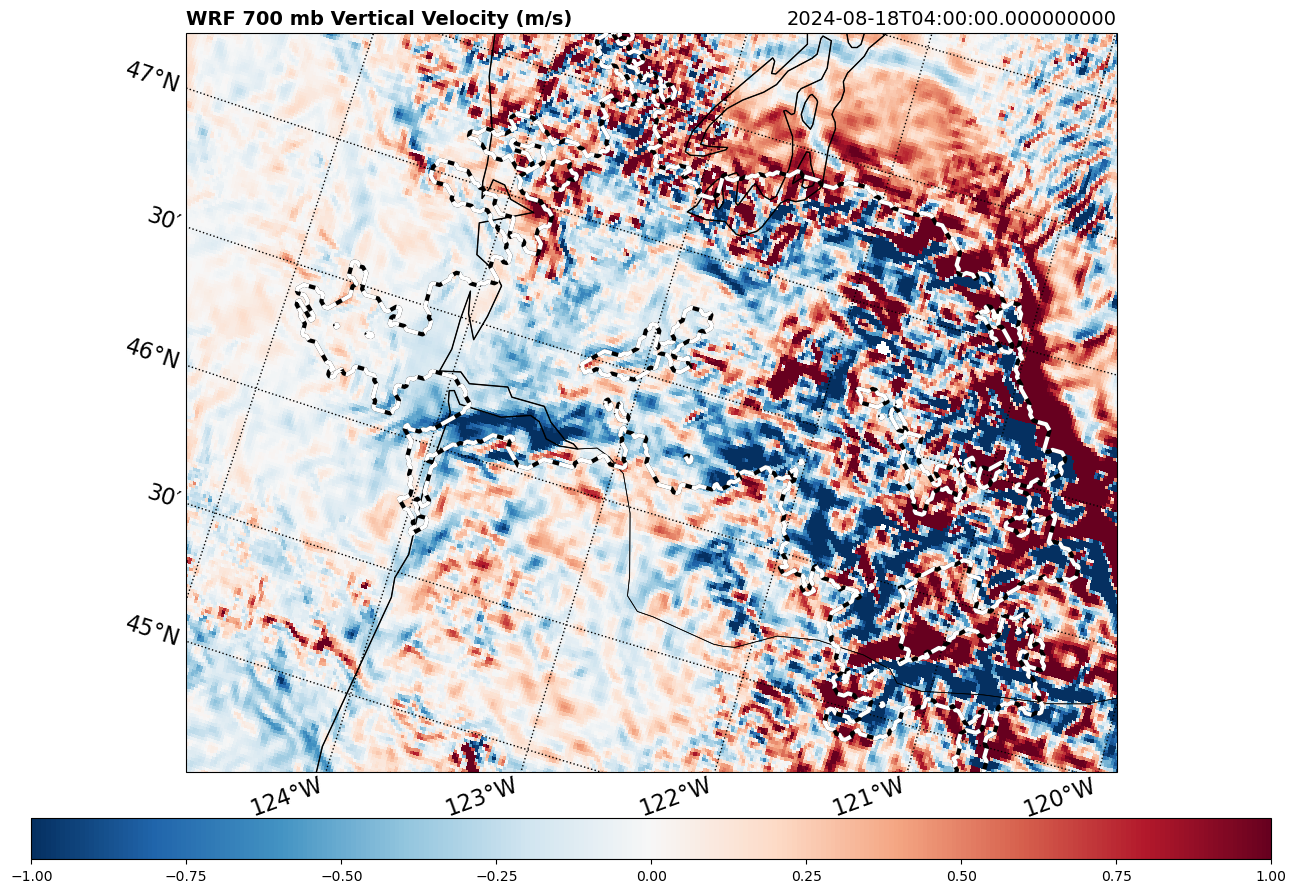 WRF 700 mb Vertical Velocity (m/s) 2024-08-18T04:00:00.000000000
47°N
30′
46°N
30′
45°N
124°W 123°W 122°W 121°W 120°W
−1.00 −0.75 −0.50 −0.25 0.00 0.25 0.50 0.75 1.00